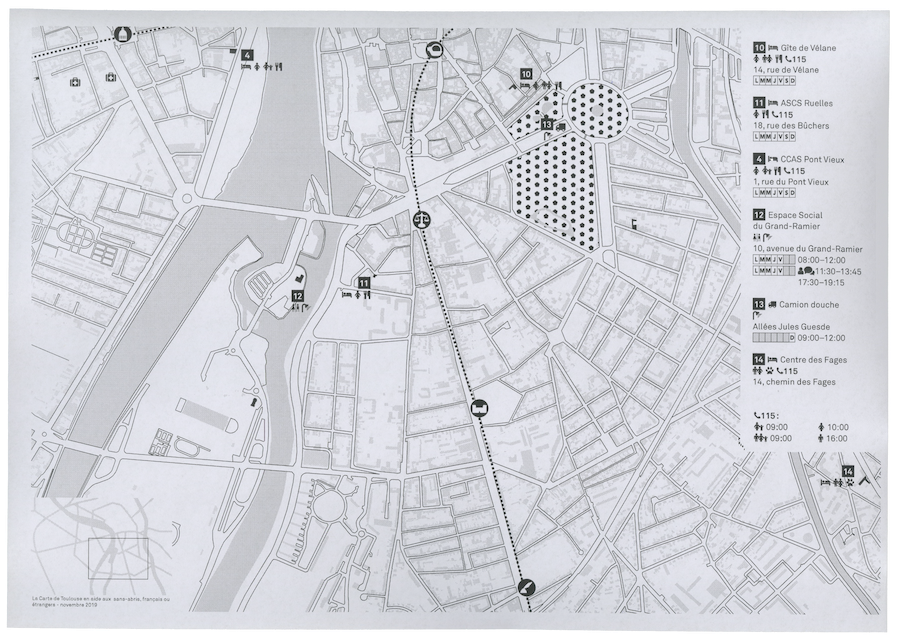 4
10
13
11
12
14
10 Gîte de Vélane
115
14, rue de Vélane
L M M J V S D
11 ASCS Ruelles
115
18, rue des Bûchers
L M M J V S D
4 CCAS Pont Vieux
115
1, rue du Pont Vieux
L M M J V S D
12 Espace Social
du Grand-Ramier
10, avenue du Grand-Ramier
L M M J V 08:00–12:00
L M M J V 11:30–13:45
17:30–19:15
13 Camion douche
Allées Jules Guesde
D 09:00–12:00
14 Centre des Fages
115
14, chemin des Fages
115 :
09:00 10:00
09:00 16:00
La Carte de Toulouse en aide aux sans-abris, français ou
étrangers - novembre 2019